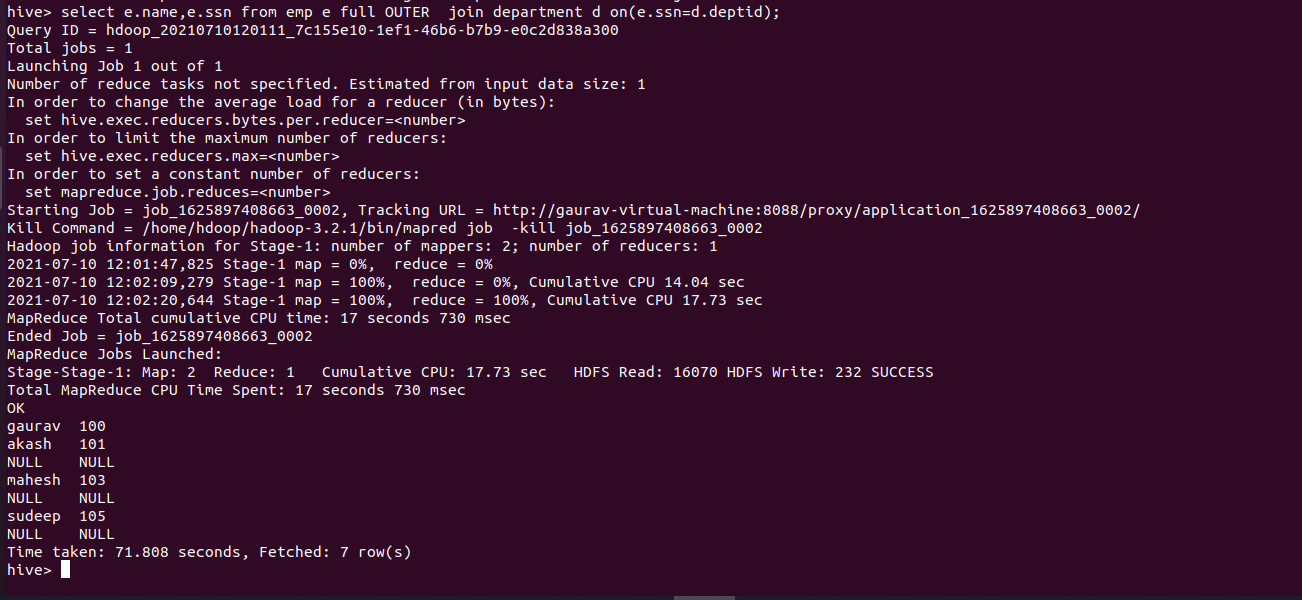 hive> select e.name,e.ssn from emp e full OUTER  join department d on(e.ssn=d.deptid);
Query ID = hdoop_20210710120111_7c155e10-1ef1-46b6-b7b9-e0c2d838a300
Total jobs = 1
Launching Job 1 out of 1
Number of reduce tasks not specified. Estimated from input data size: 1
In order to change the average load for a reducer (in bytes):
  set hive.exec.reducers.bytes.per.reducer=<number>
In order to limit the maximum number of reducers:
  set hive.exec.reducers.max=<number>
In order to set a constant number of reducers:
  set mapreduce.job.reduces=<number>
Starting Job = job_1625897408663_0002, Tracking URL = http://gaurav-virtual-machine:8088/proxy/application_1625897408663_0002/
Kill Command = /home/hdoop/hadoop-3.2.1/bin/mapred job  -kill job_1625897408663_0002
Hadoop job information for Stage-1: number of mappers: 2; number of reducers: 1
2021-07-10 12:01:47,825 Stage-1 map = 0%,  reduce = 0%
2021-07-10 12:02:09,279 Stage-1 map = 100%,  reduce = 0%, Cumulative CPU 14.04 sec
2021-07-10 12:02:20,644 Stage-1 map = 100%,  reduce = 100%, Cumulative CPU 17.73 sec
MapReduce Total cumulative CPU time: 17 seconds 730 msec
Ended Job = job_1625897408663_0002
MapReduce Jobs Launched:
Stage-Stage-1: Map: 2  Reduce: 1   Cumulative CPU: 17.73 sec   HDFS Read: 16070 HDFS Write: 232 SUCCESS
Total MapReduce CPU Time Spent: 17 seconds 730 msec
OK
gaurav  100
akash   101
NULL    NULL
mahesh  103
NULL    NULL
sudeep  105
NULL    NULL
Time taken: 71.808 seconds, Fetched: 7 row(s)
hive>